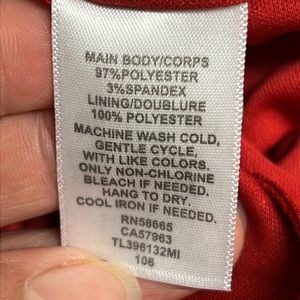 MAIN BODY/CORPS
97%POLYESTER
3%SPANDEX
LINING/DOUBLURE
100% POLYESTER
MACHINE WASH COLD,
GENTLE CYCLE,
WITH LIKE COLORS,
ONLY NON-CHLORINE
BLEACH IF NEEDED.
HANG TO DRY.
COOL IRON IF NEEDED.
RN58665
CA57963
TL396132MI
106